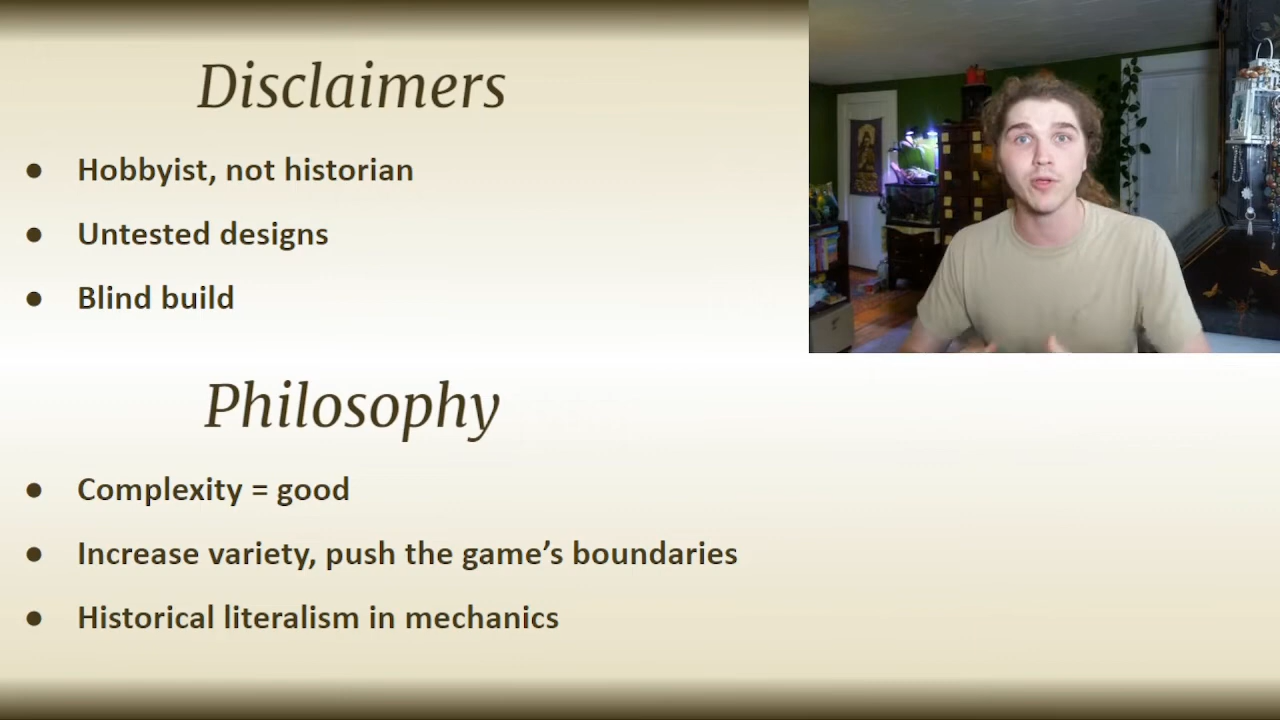 Disclaimers
● Hobbyist, not historian
● Untested designs
● Blind build
Philosophy
● Complexity = good
● Increase variety, push the game’s boundaries
● Historical literalism in mechanics